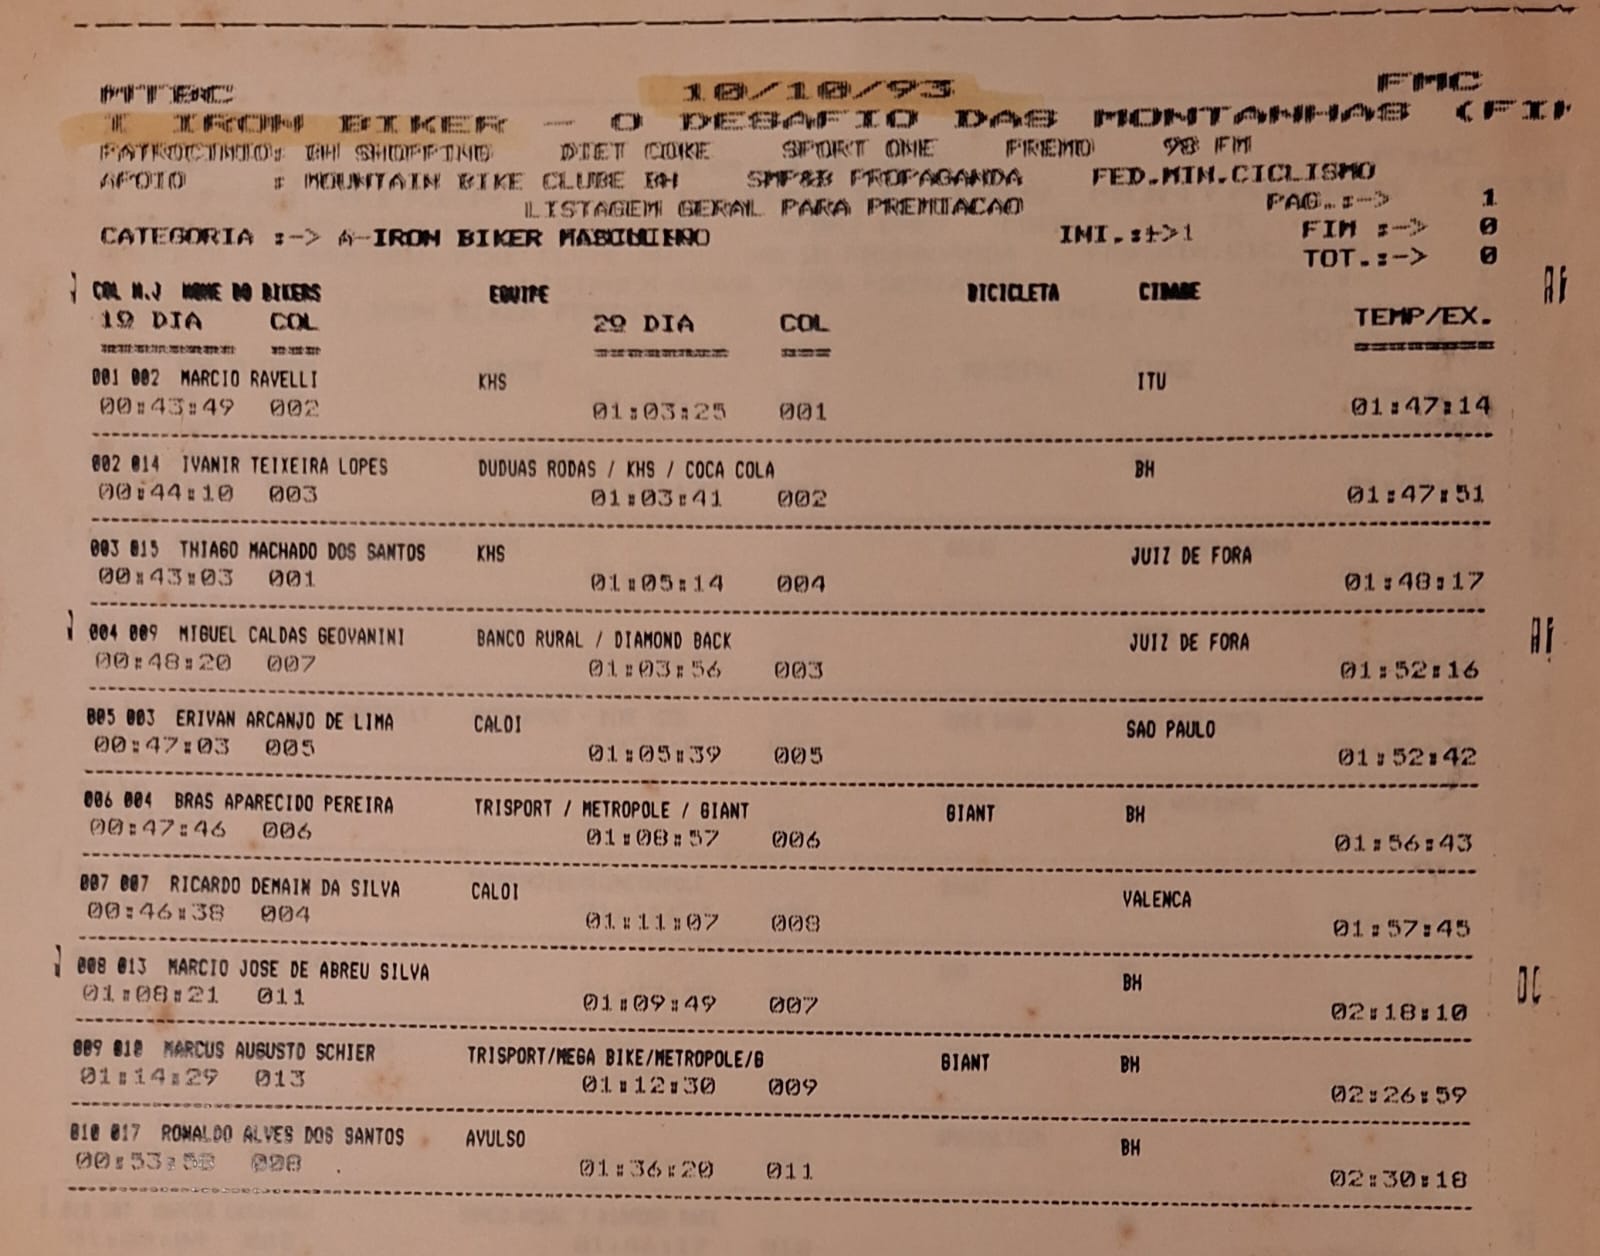 MTBC 10/10/93 FMC
I IRON BIKER - O DESAFIO DAS MONTANHAS (FI
PATROCINIO: BH SHOPPING DIET COKE SPORT ONE PREMO 98 FM
APOIO : MOUNTAIN BIKE CLUBE BH SMP&B PROPAGANDA FED.MIN.CICLISMO
LISTAGEM GERAL PARA PREMIACAO PAG.:-> 1
CATEGORIA :-> A-IRON BIKER MASCULINO INI.:->1 FIM :-> 0
TOT.:-> 0
COL N.J NOME DO BIKERS EQUIPE BICICLETA CIDADE
1º DIA COL 2º DIA COL TEMP/EX.
001 002 MARCIO RAVELLI KHS ITU
00:43:49 002 01:03:25 001 01:47:14
002 014 IVANIR TEIXEIRA LOPES DUDUAS RODAS / KHS / COCA COLA BH
00:44:10 003 01:03:41 002 01:47:51
003 015 THIAGO MACHADO DOS SANTOS KHS JUIZ DE FORA
00:43:03 001 01:05:14 004 01:48:17
004 009 MIGUEL CALDAS GEOVANINI BANCO RURAL / DIAMOND BACK JUIZ DE FORA
00:48:20 007 01:03:56 003 01:52:16
005 003 ERIVAN ARCANJO DE LIMA CALOI SAO PAULO
00:47:03 005 01:05:39 005 01:52:42
006 004 BRAS APARECIDO PEREIRA TRISPORT / METROPOLE / GIANT GIANT BH
00:47:46 006 01:08:57 006 01:56:43
007 007 RICARDO DEMAIN DA SILVA CALOI VALENCA
00:46:38 004 01:11:07 008 01:57:45
008 013 MARCIO JOSE DE ABREU SILVA BH
01:08:21 011 01:09:49 007 02:18:10
009 010 MARCUS AUGUSTO SCHIER TRISPORT/MEGA BIKE/METROPOLE/G GIANT BH
01:14:29 013 01:12:30 009 02:26:59
010 017 RONALDO ALVES DOS SANTOS AVULSO BH
00:53:58 008 01:36:20 011 02:30:18